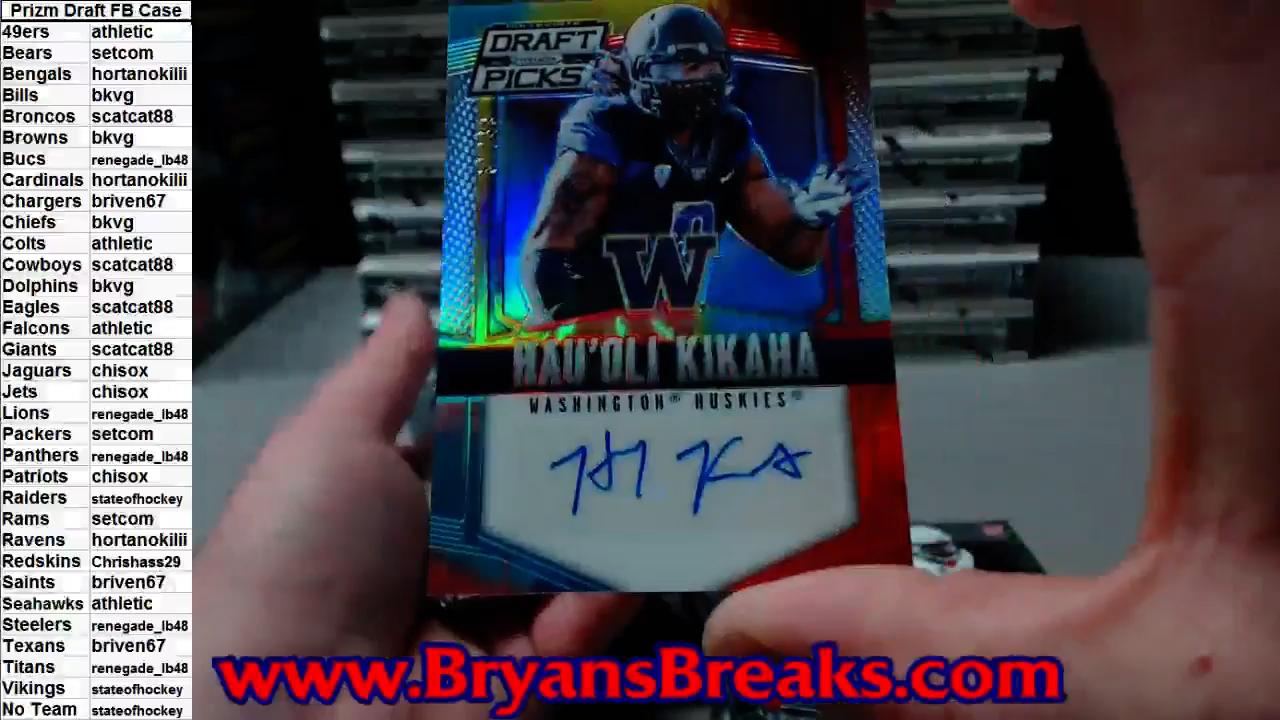 Prizm Draft FB Case
49ers athletic
Bears setcom
Bengals hortanokilii
Bills bkvg
Broncos scatcat88
Browns bkvg
Bucs renegade_lb48
Cardinals hortanokilii
Chargers briven67
Chiefs bkvg
Colts athletic
Cowboys scatcat88
Dolphins bkvg
Eagles scatcat88
Falcons athletic
Giants scatcat88
Jaguars chisox
Jets chisox
Lions renegade_lb48
Packers setcom
Panthers renegade_lb48
Patriots chisox
Raiders stateofhockey
Rams setcom
Ravens hortanokilii
Redskins Chrishass29
Saints briven67
Seahawks athletic
Steelers renegade_lb48
Texans briven67
Titans renegade_lb48
Vikings stateofhockey
No Team stateofhockey
DRAFT
PICKS
W
HAU'OLI KIKAHA
WASHINGTON® HUSKIES®
www.BryansBreaks.com